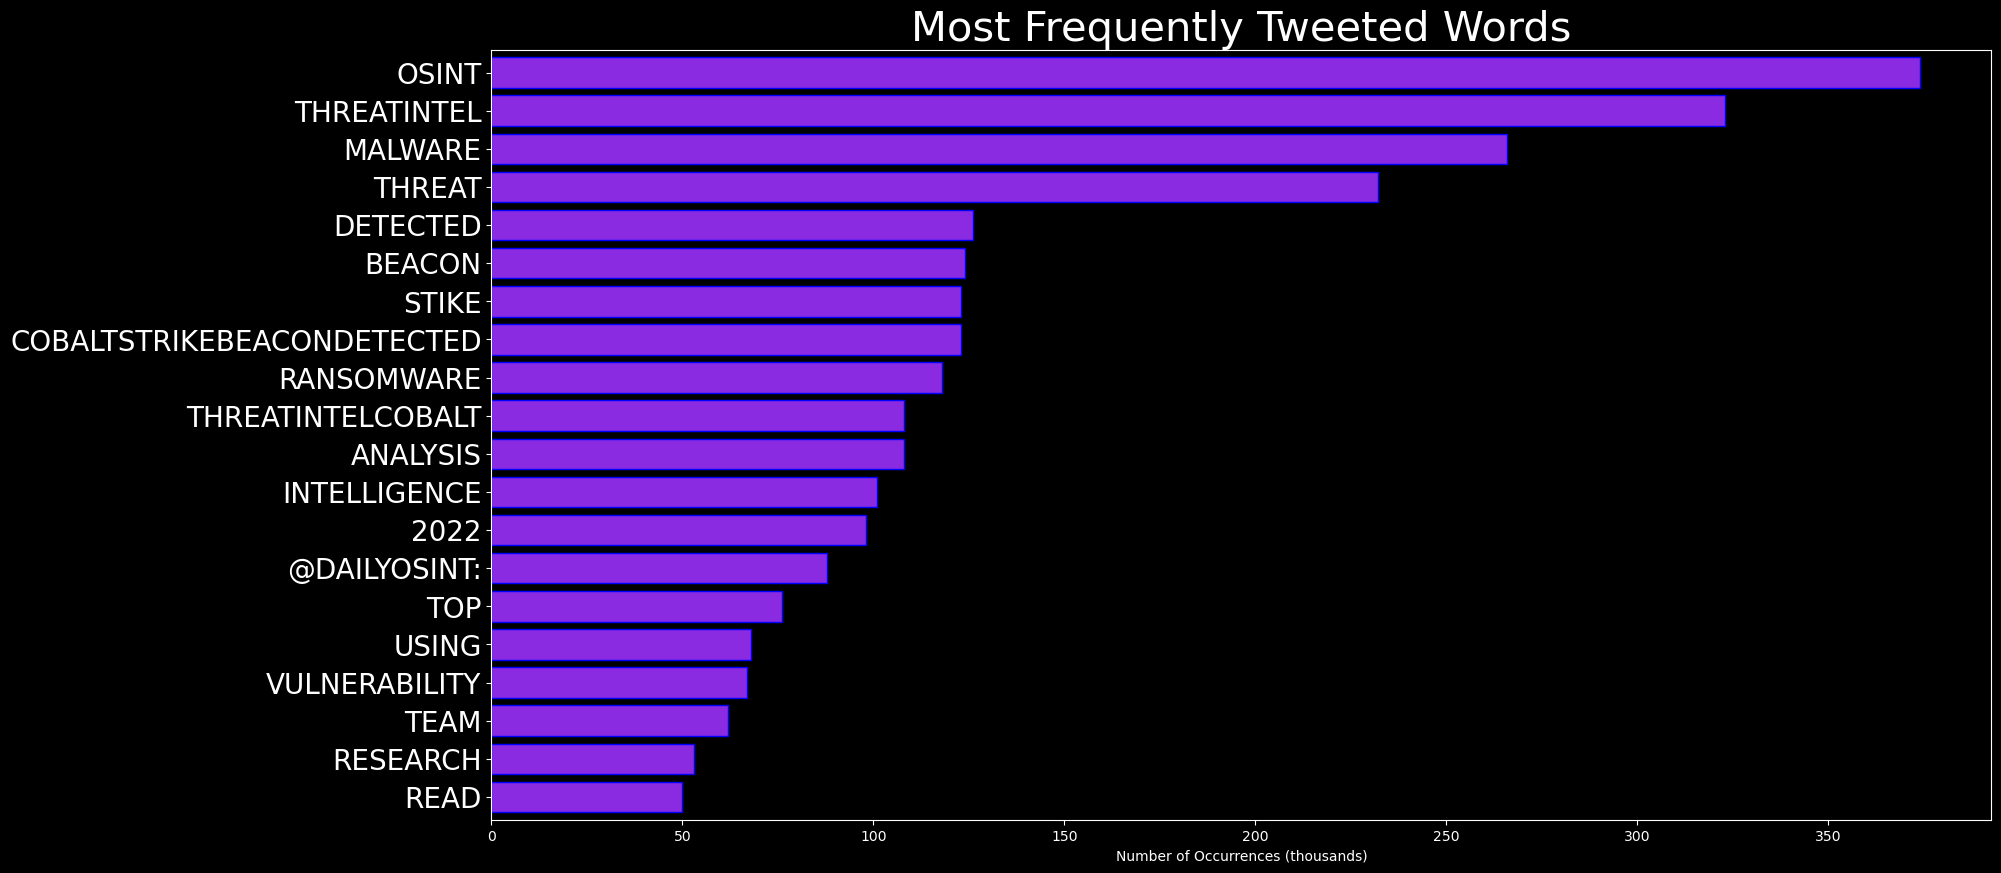 Most Frequently Tweeted Words
OSINT
THREATINTEL
MALWARE
THREAT
DETECTED
BEACON
STIKE
COBALTSTRIKEBEACONDETECTED
RANSOMWARE
THREATINTELCOBALT
ANALYSIS
INTELLIGENCE
2022
@DAILYOSINT:
TOP
USING
VULNERABILITY
TEAM
RESEARCH
READ
0 50 100 150 200 250 300 350
Number of Occurrences (thousands)